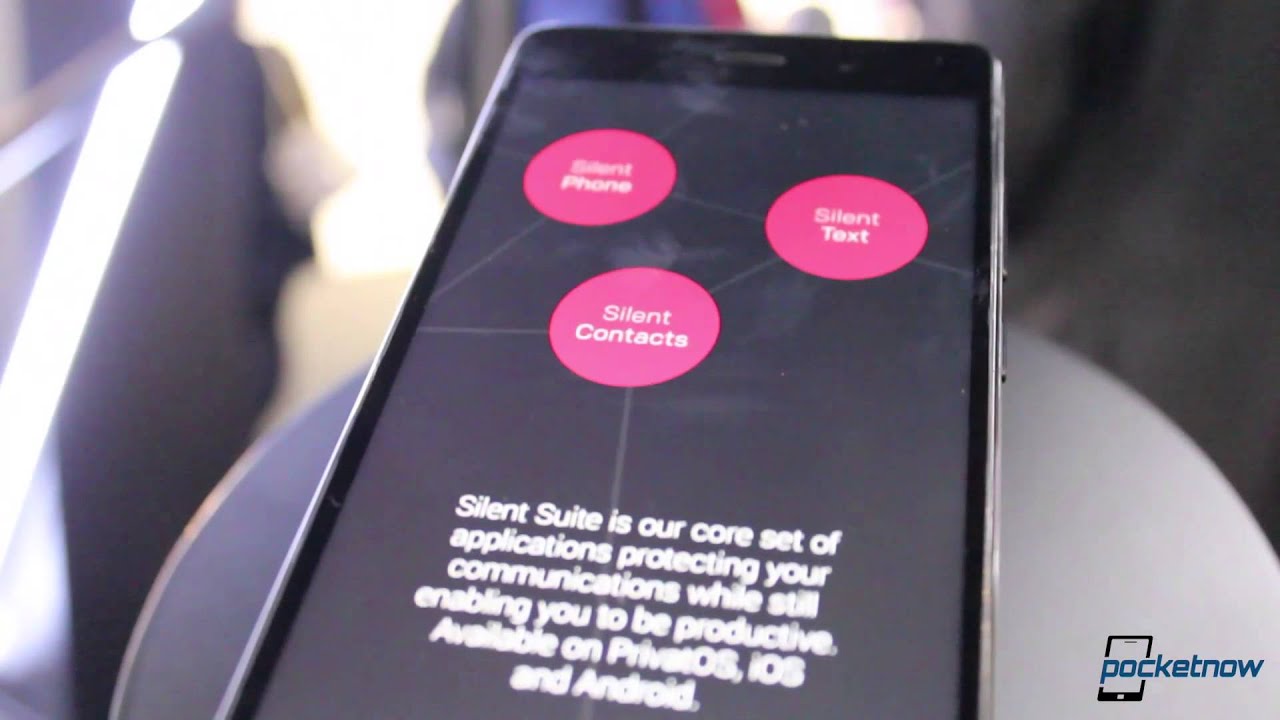 Silent
Phone
Silent
Text
Silent
Contacts
Silent Suite is our core set of
applications protecting your
communications while still
enabling you to be productive.
Available on PrivatOS, iOS
and Android.
pocketnow